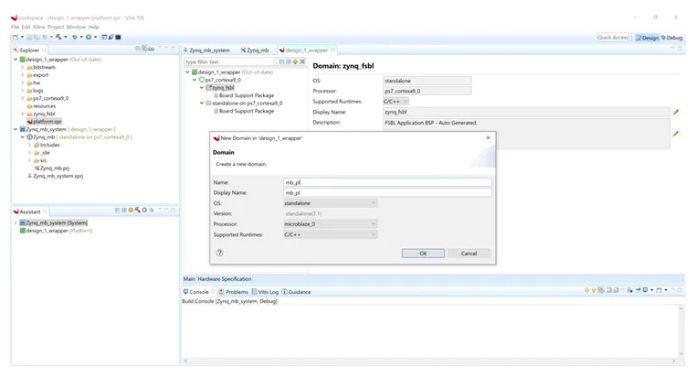 workspace - design_1_wrapper/platform.spr - Vitis IDE
File Edit Xilinx Project Window Help
Quick Access
Design
Debug
Explorer
design_1_wrapper (Out-of-date)
bitstream
export
hw
logs
ps7_cortexa9_0
resources
zynq_fsbl
platform.spr
Zynq_mb_system [ design_1_wrapper ]
Zynq_mb [ standalone on ps7_cortexa9_0 ]
Includes
_ide
src
Zynq_mb.prj
Zynq_mb_system.sprj
Assistant
Zynq_mb_system [System]
design_1_wrapper [Platform]
Zynq_mb_system
Zynq_mb
design_1_wrapper
type filter text
design_1_wrapper (Out-of-date)
ps7_cortexa9_0
zynq_fsbl
Board Support Package
standalone on ps7_cortexa9_0
Board Support Package
Domain: zynq_fsbl
OS: standalone
Processor: ps7_cortexa9_0
Supported Runtimes: C/C++
Display Name: zynq_fsbl
Description: FSBL Application BSP - Auto Generated.
New Domain in 'design_1_wrapper'
Domain
Create a new domain.
Name: mb_pl
Display Name: mb_pl
OS: standalone
Version: standalone(7.1)
Processor: microblaze_0
Supported Runtimes: C/C++
OK
Cancel
Main Hardware Specification
Console
Problems
Vitis Log
Guidance
Build Console [Zynq_mb_system, Debug]